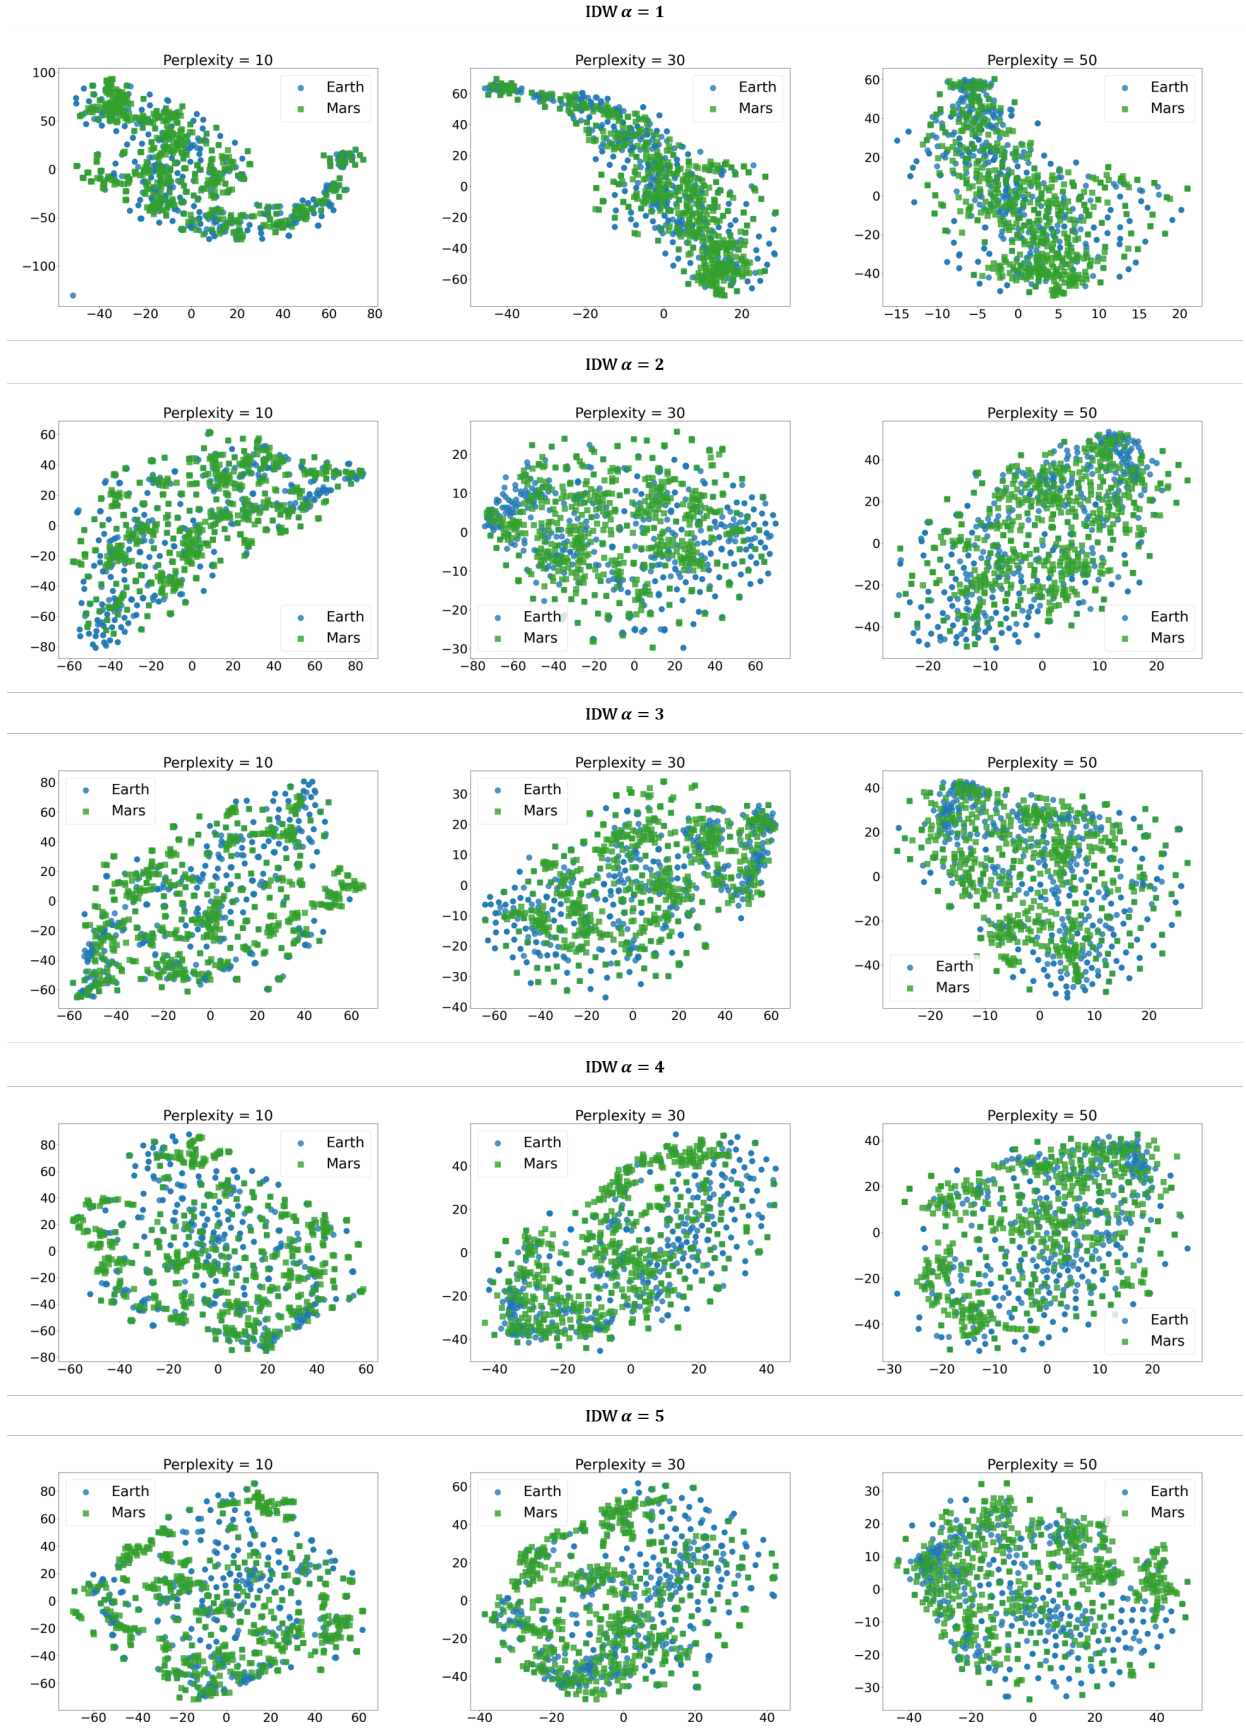 IDW α = 1
Perplexity = 10
Earth
Mars
100
50
0
−50
−100
−40 −20 0 20 40 60 80
Perplexity = 30
Earth
Mars
60
40
20
0
−20
−40
−60
−40 −20 0 20
Perplexity = 50
Earth
Mars
60
40
20
0
−20
−40
−15 −10 −5 0 5 10 15 20
IDW α = 2
Perplexity = 10
60
40
20
0
−20
−40
−60
−80
Earth
Mars
−60 −40 −20 0 20 40 60 80
Perplexity = 30
20
10
0
−10
−20
−30
Earth
Mars
−80 −60 −40 −20 0 20 40 60
Perplexity = 50
40
20
0
−20
−40
Earth
Mars
−20 −10 0 10 20
IDW α = 3
Perplexity = 10
Earth
Mars
80
60
40
20
0
−20
−40
−60
−60 −40 −20 0 20 40 60
Perplexity = 30
Earth
Mars
30
20
10
0
−10
−20
−30
−40
−60 −40 −20 0 20 40 60
Perplexity = 50
40
20
0
−20
−40
Earth
Mars
−20 −10 0 10 20
IDW α = 4
Perplexity = 10
Earth
Mars
80
60
40
20
0
−20
−40
−60
−80
−60 −40 −20 0 20 40 60
Perplexity = 30
Earth
Mars
40
20
0
−20
−40
−40 −20 0 20 40
Perplexity = 50
40
20
0
−20
−40
Earth
Mars
−30 −20 −10 0 10 20
IDW α = 5
Perplexity = 10
Earth
Mars
80
60
40
20
0
−20
−40
−60
−60 −40 −20 0 20 40 60
Perplexity = 30
Earth
Mars
60
40
20
0
−20
−40
−40 −20 0 20 40
Perplexity = 50
Earth
Mars
30
20
10
0
−10
−20
−30
−40 −20 0 20 40